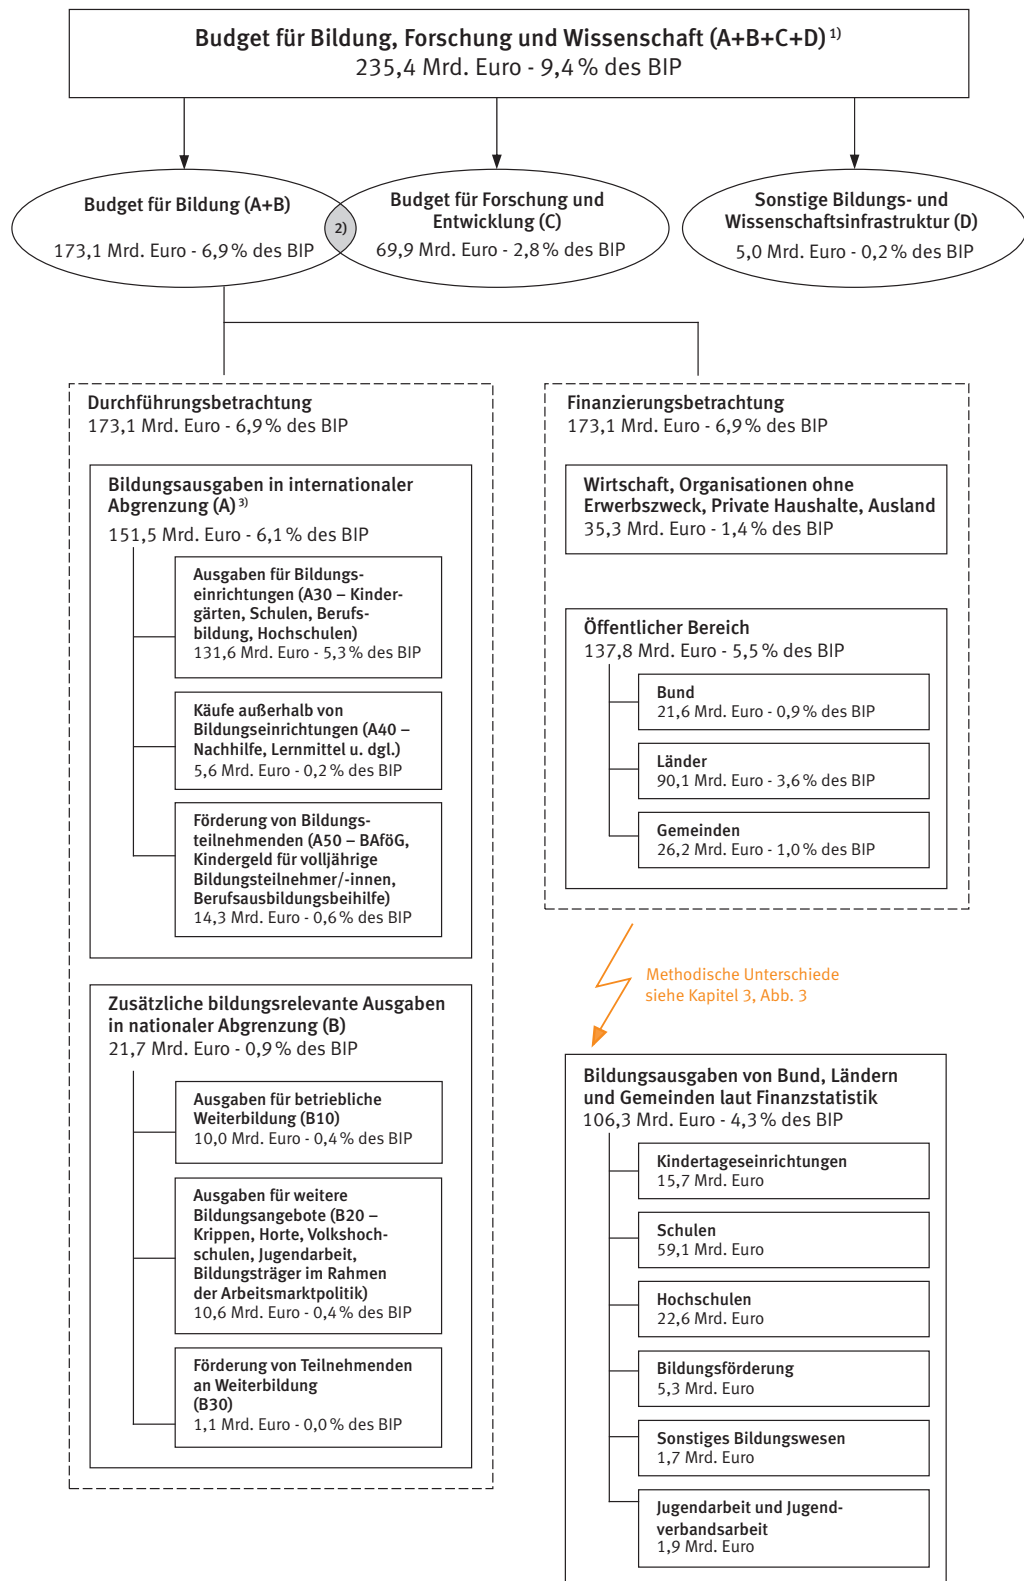 Budget für Bildung, Forschung und Wissenschaft (A+B+C+D) 1)
235,4 Mrd. Euro - 9,4 % des BIP
Budget für Bildung (A+B)
173,1 Mrd. Euro - 6,9 % des BIP
2)
Budget für Forschung und
Entwicklung (C)
69,9 Mrd. Euro - 2,8 % des BIP
Sonstige Bildungs- und
Wissenschaftsinfrastruktur (D)
5,0 Mrd. Euro - 0,2 % des BIP
Durchführungsbetrachtung
173,1 Mrd. Euro - 6,9 % des BIP
Bildungsausgaben in internationaler
Abgrenzung (A) 3)
151,5 Mrd. Euro - 6,1 % des BIP
Ausgaben für Bildungs-
einrichtungen (A30 – Kinder-
gärten, Schulen, Berufs-
bildung, Hochschulen)
131,6 Mrd. Euro - 5,3 % des BIP
Käufe außerhalb von
Bildungseinrichtungen (A40 –
Nachhilfe, Lernmittel u. dgl.)
5,6 Mrd. Euro - 0,2 % des BIP
Förderung von Bildungs-
teilnehmenden (A50 – BAföG,
Kindergeld für volljährige
Bildungsteilnehmer/-innen,
Berufsausbildungsbeihilfe)
14,3 Mrd. Euro - 0,6 % des BIP
Zusätzliche bildungsrelevante Ausgaben
in nationaler Abgrenzung (B)
21,7 Mrd. Euro - 0,9 % des BIP
Ausgaben für betriebliche
Weiterbildung (B10)
10,0 Mrd. Euro - 0,4 % des BIP
Ausgaben für weitere
Bildungsangebote (B20 –
Krippen, Horte, Volkshoch-
schulen, Jugendarbeit,
Bildungsträger im Rahmen
der Arbeitsmarktpolitik)
10,6 Mrd. Euro - 0,4 % des BIP
Förderung von Teilnehmenden
an Weiterbildung
(B30)
1,1 Mrd. Euro - 0,0 % des BIP
Finanzierungsbetrachtung
173,1 Mrd. Euro - 6,9 % des BIP
Wirtschaft, Organisationen ohne
Erwerbszweck, Private Haushalte, Ausland
35,3 Mrd. Euro - 1,4 % des BIP
Öffentlicher Bereich
137,8 Mrd. Euro - 5,5 % des BIP
Bund
21,6 Mrd. Euro - 0,9 % des BIP
Länder
90,1 Mrd. Euro - 3,6 % des BIP
Gemeinden
26,2 Mrd. Euro - 1,0 % des BIP
Methodische Unterschiede
siehe Kapitel 3, Abb. 3
Bildungsausgaben von Bund, Ländern
und Gemeinden laut Finanzstatistik
106,3 Mrd. Euro - 4,3 % des BIP
Kindertageseinrichtungen
15,7 Mrd. Euro
Schulen
59,1 Mrd. Euro
Hochschulen
22,6 Mrd. Euro
Bildungsförderung
5,3 Mrd. Euro
Sonstiges Bildungswesen
1,7 Mrd. Euro
Jugendarbeit und Jugend-
verbandsarbeit
1,9 Mrd. Euro